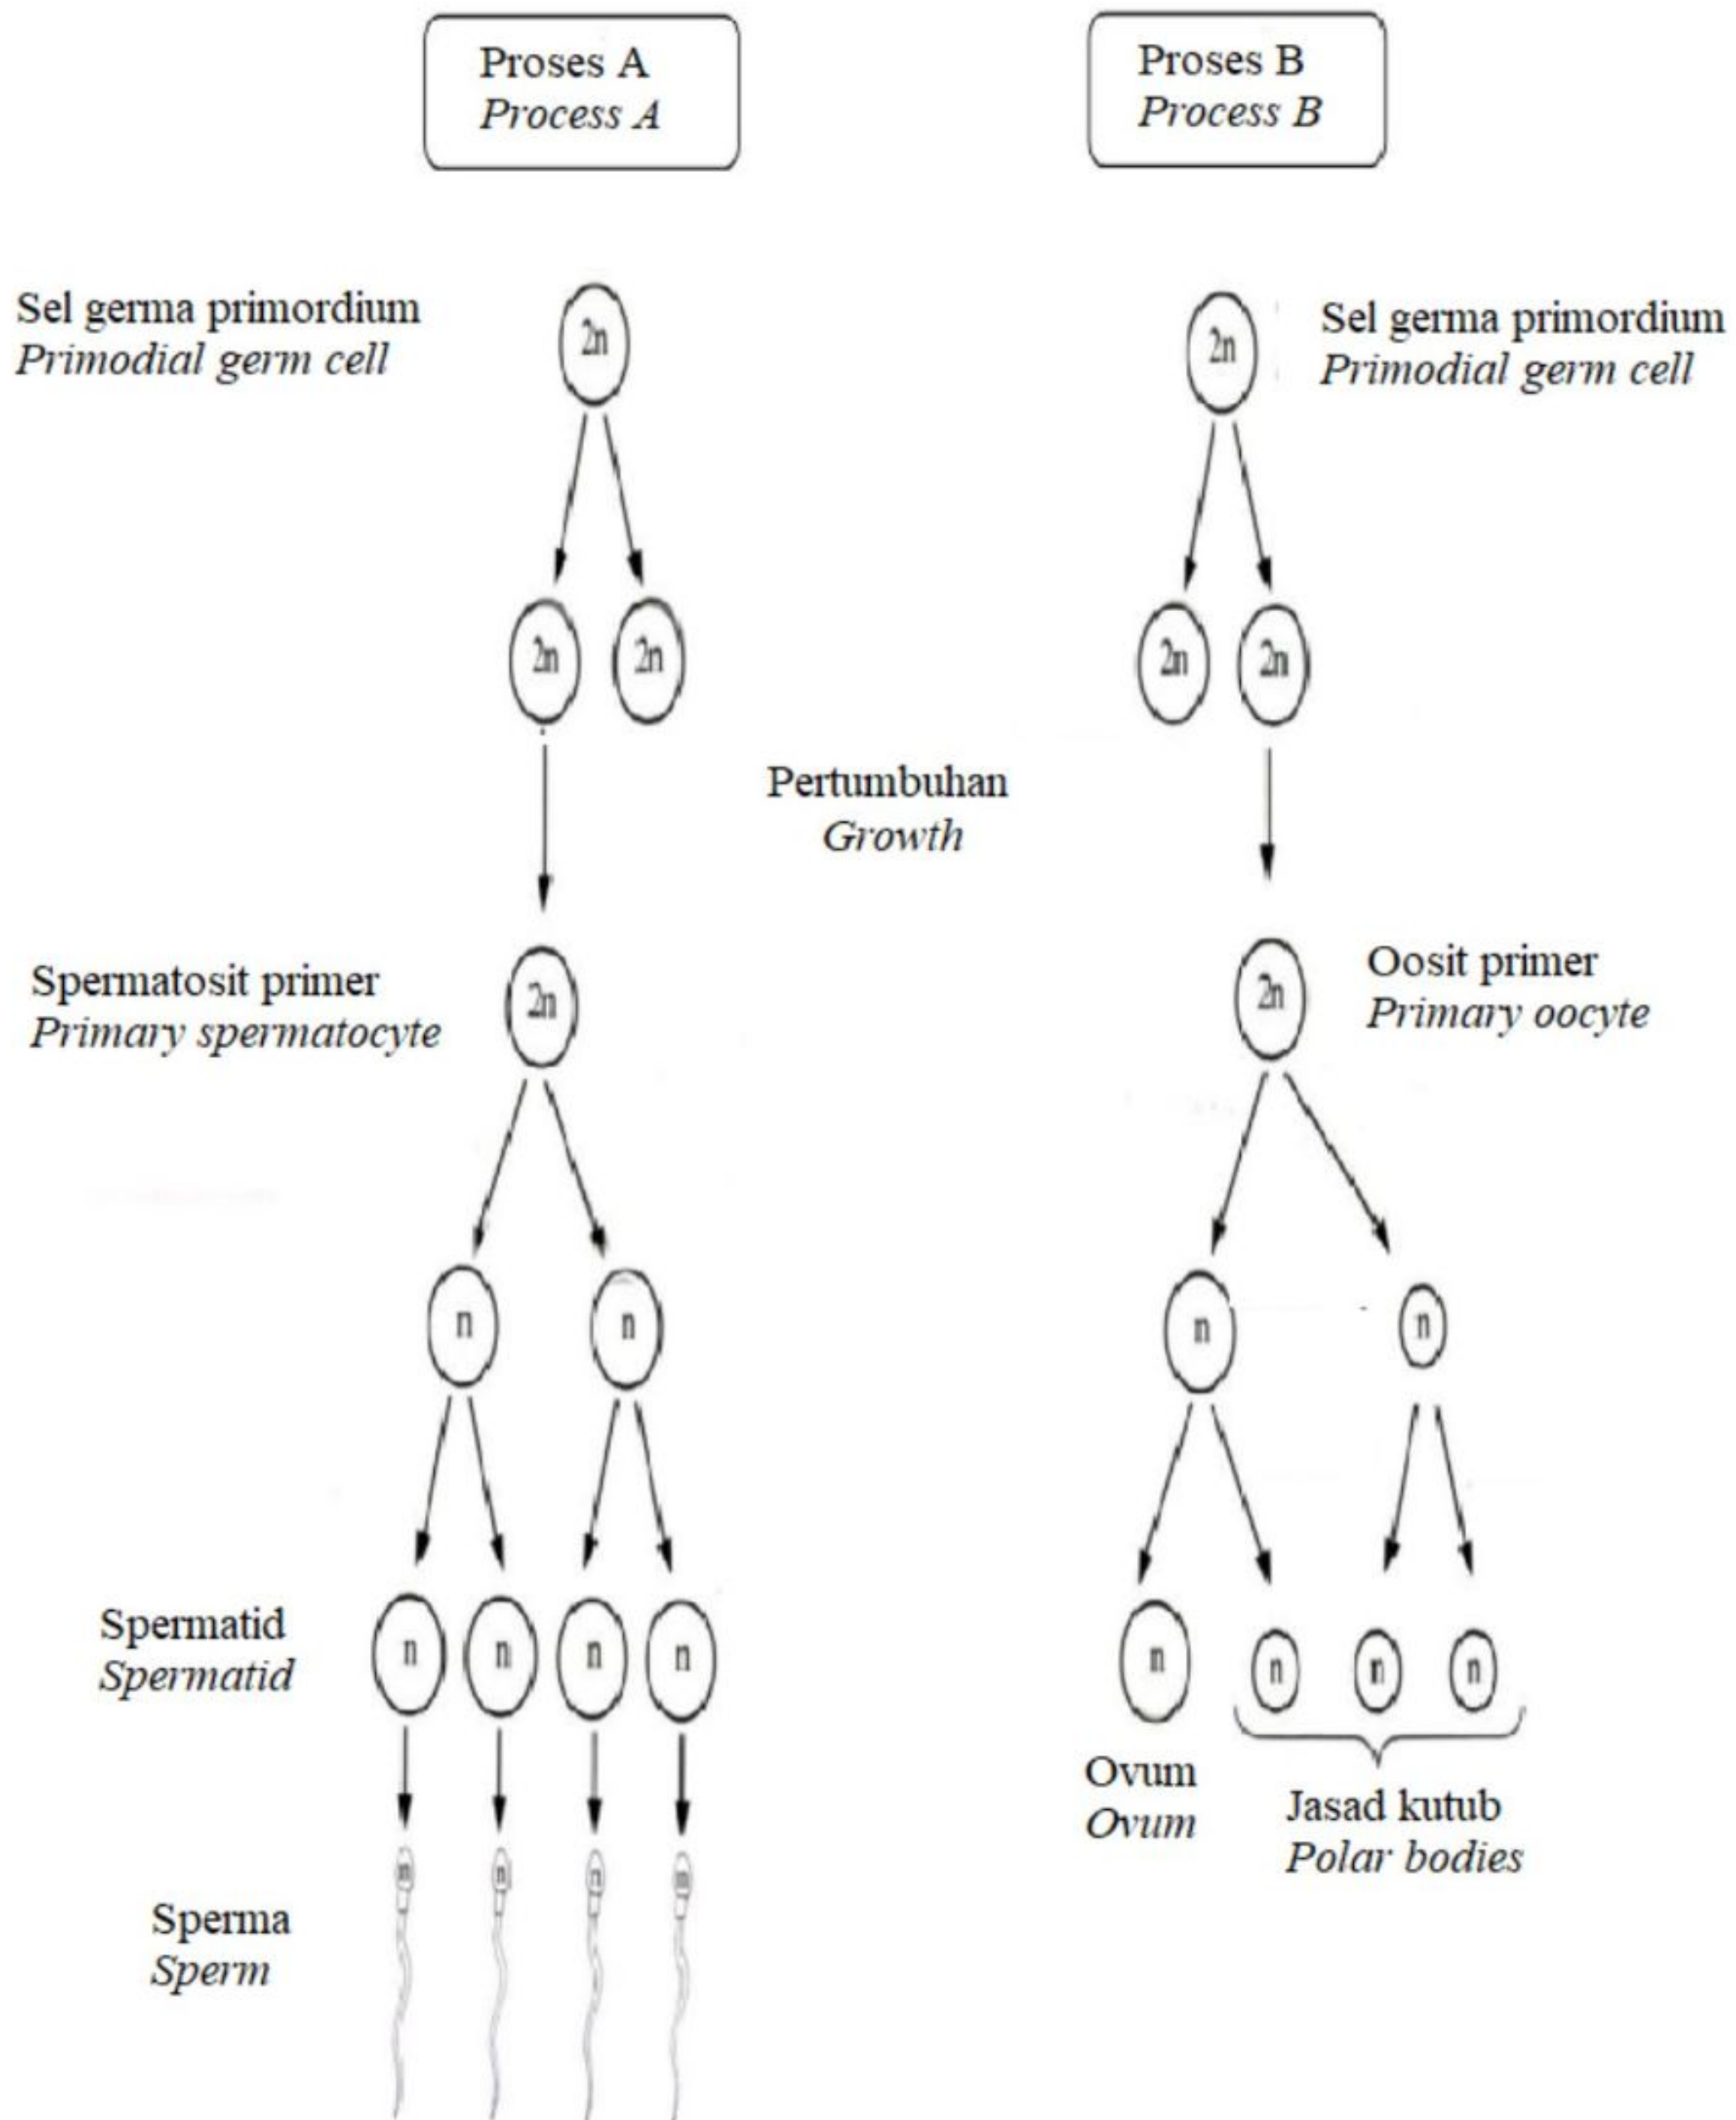 Proses A
Process A
Proses B
Process B
Sel germa primordium
Primodial germ cell
2n
2n
Sel germa primordium
Primodial germ cell
2n
2n
2n
2n
Pertumbuhan
Growth
Spermatosit primer
Primary spermatocyte
2n
2n
Oosit primer
Primary oocyte
n
n
n
n
Spermatid
Spermatid
n
n
n
n
n
n
n
n
Ovum
Ovum
Jasad kutub
Polar bodies
n
n
n
n
Sperma
Sperm